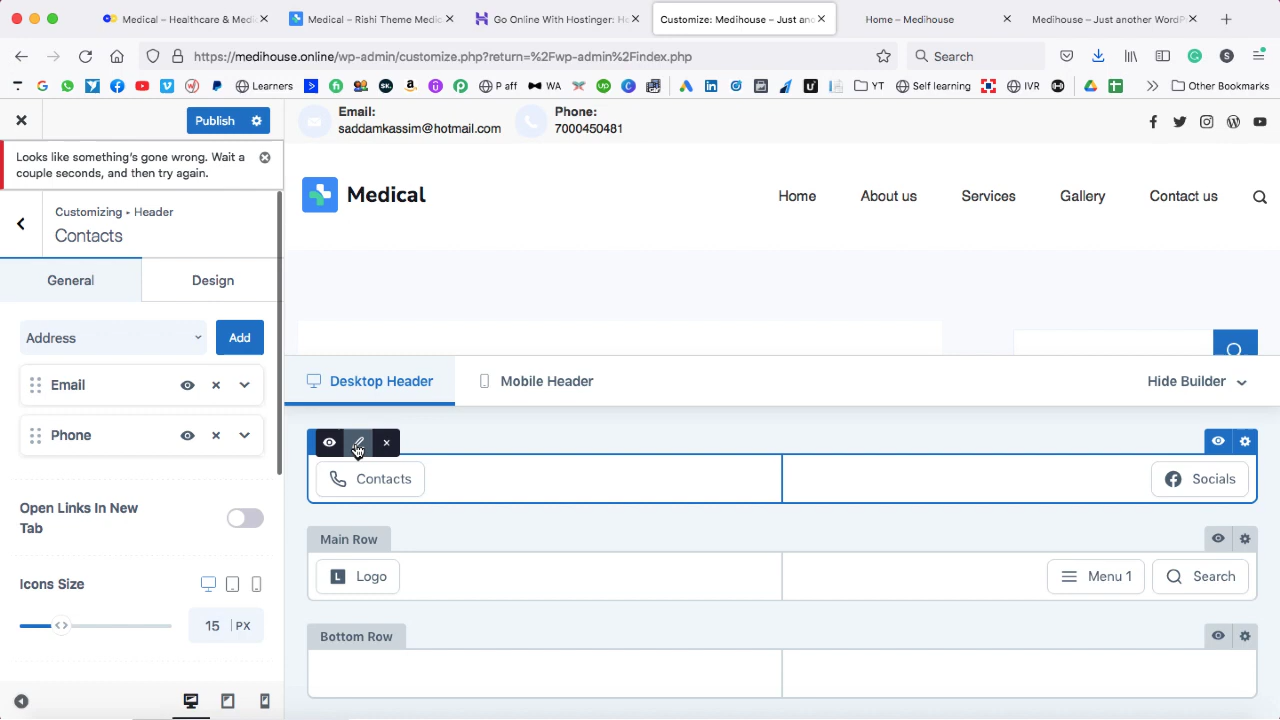 Medical – Healthcare & Medi
Medical – Rishi Theme Medic
Go Online With Hostinger: Ho
Customize: Medihouse – Just an
Home – Medihouse
Medihouse – Just another WordP
https://medihouse.online/wp-admin/customize.php?return=%2Fwp-admin%2Findex.php
Search
Learners
P aff
WA
YT
Self learning
IVR
Other Bookmarks
Publish
Looks like something's gone wrong. Wait a
couple seconds, and then try again.
Customizing • Header
Contacts
General
Design
Address
Add
Email
Phone
Open Links In New
Tab
Icons Size
15 PX
Email:
saddamkassim@hotmail.com
Phone:
7000450481
Medical
Home
About us
Services
Gallery
Contact us
Desktop Header
Mobile Header
Hide Builder
Contacts
Socials
Main Row
Logo
Menu 1
Search
Bottom Row